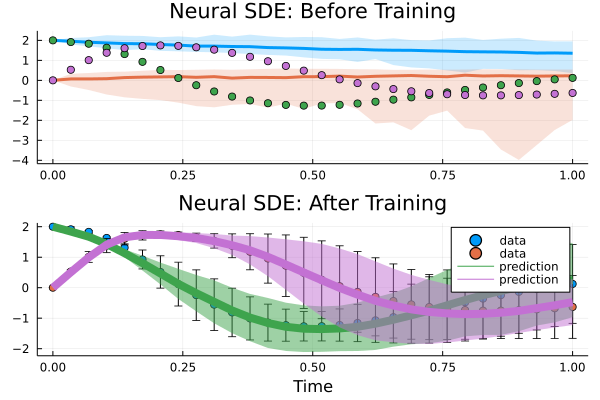 Neural SDE: Before Training
2
1
0
−1
−2
−3
−4
0.00 0.25 0.50 0.75 1.00
Neural SDE: After Training
2
1
0
−1
−2
data
data
prediction
prediction
0.00 0.25 0.50 0.75 1.00
Time